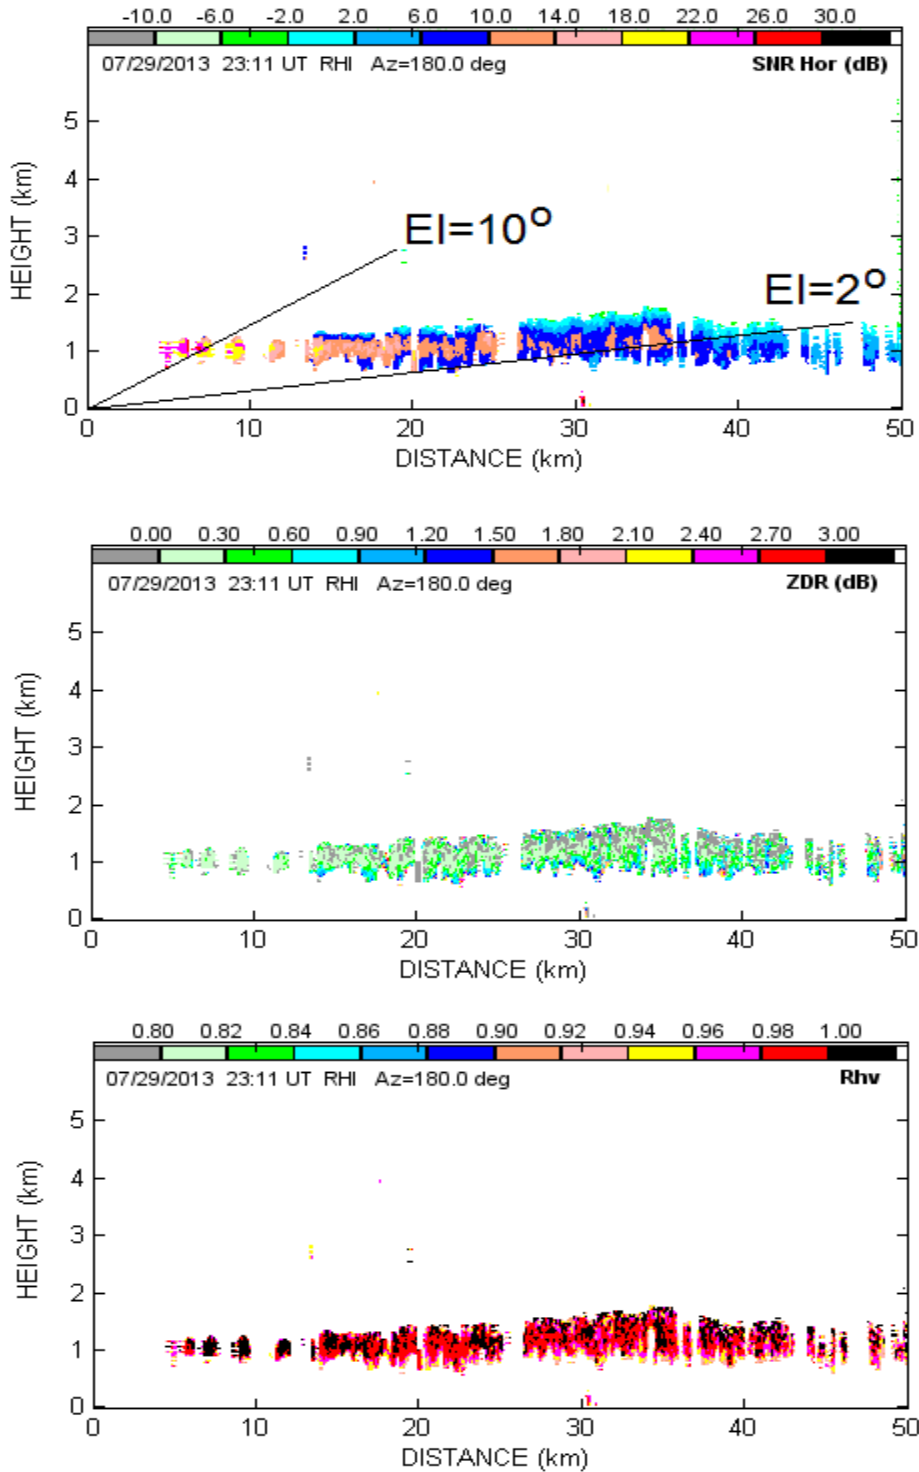 -10.0 -6.0 -2.0 2.0 6.0 10.0 14.0 18.0 22.0 26.0 30.0
07/29/2013 23:11 UT RHI Az=180.0 deg SNR Hor (dB)
5
4
3
2
1
0
HEIGHT (km)
El=10°
El=2°
0 10 20 30 40 50
DISTANCE (km)
0.00 0.30 0.60 0.90 1.20 1.50 1.80 2.10 2.40 2.70 3.00
07/29/2013 23:11 UT RHI Az=180.0 deg ZDR (dB)
5
4
3
2
1
0
HEIGHT (km)
0 10 20 30 40 50
DISTANCE (km)
0.80 0.82 0.84 0.86 0.88 0.90 0.92 0.94 0.96 0.98 1.00
07/29/2013 23:11 UT RHI Az=180.0 deg Rhv
5
4
3
2
1
0
HEIGHT (km)
0 10 20 30 40 50
DISTANCE (km)